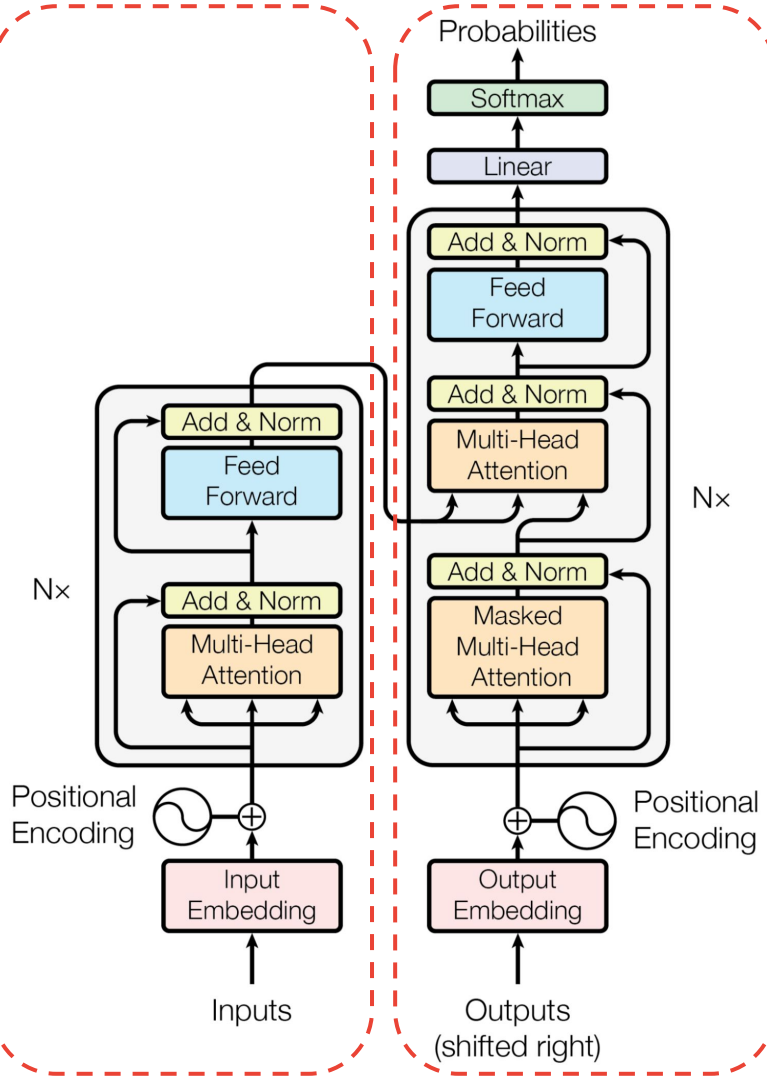 Probabilities
Softmax
Linear
Add & Norm
Feed
Forward
Add & Norm
Multi-Head
Attention
N×
Add & Norm
Masked
Multi-Head
Attention
Add & Norm
Feed
Forward
N×
Add & Norm
Multi-Head
Attention
Positional
Encoding
Positional
Encoding
Input
Embedding
Output
Embedding
Inputs
Outputs
(shifted right)